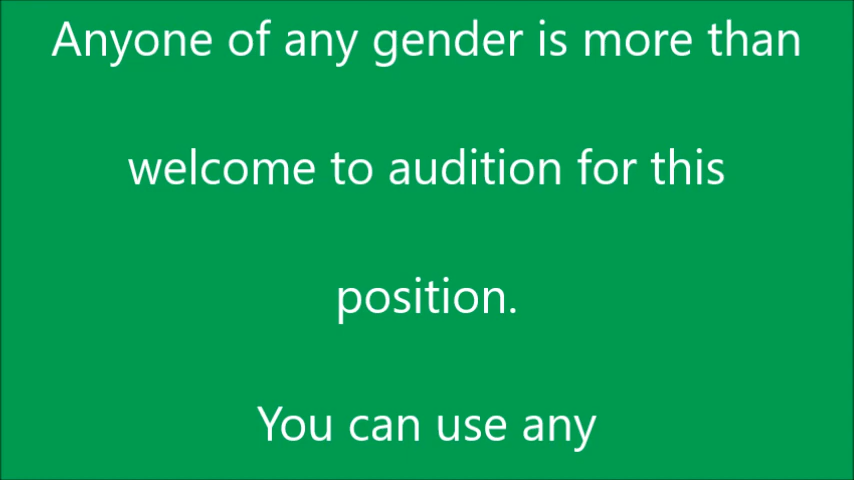 Anyone of any gender is more than
welcome to audition for this
position.
You can use any